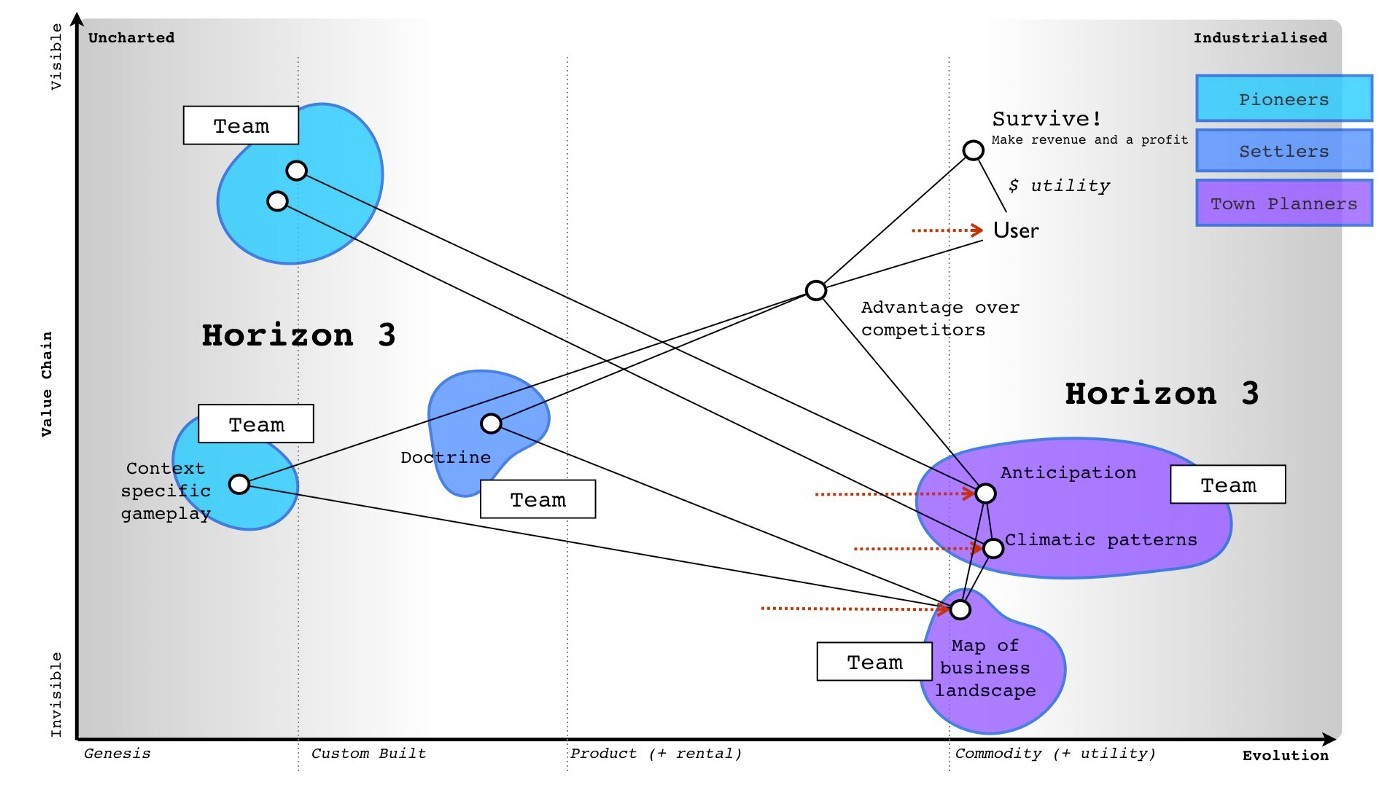 Visible
Uncharted
Industrialised
Pioneers
Settlers
Town Planners
Team
Survive!
Make revenue and a profit
$ utility
User
Advantage over
competitors
Horizon 3
Horizon 3
Value Chain
Team
Context
specific
gameplay
Doctrine
Team
Anticipation
Team
Climatic patterns
Team
Map of
business
landscape
Invisible
Genesis
Custom Built
Product (+ rental)
Commodity (+ utility)
Evolution